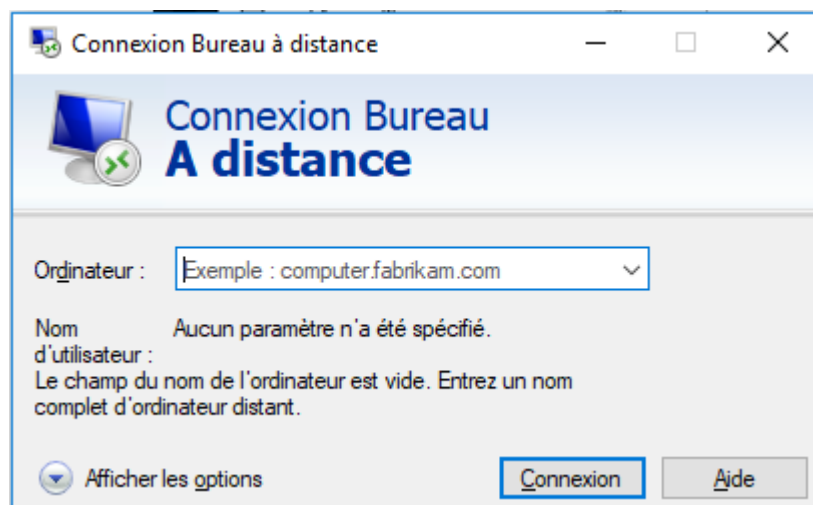 Connexion Bureau à distance
Connexion Bureau
A distance
Ordinateur :
Exemple : computer.fabrikam.com
Nom
d'utilisateur :
Aucun paramètre n'a été spécifié.
Le champ du nom de l'ordinateur est vide. Entrez un nom
complet d'ordinateur distant.
Afficher les options
Connexion
Aide